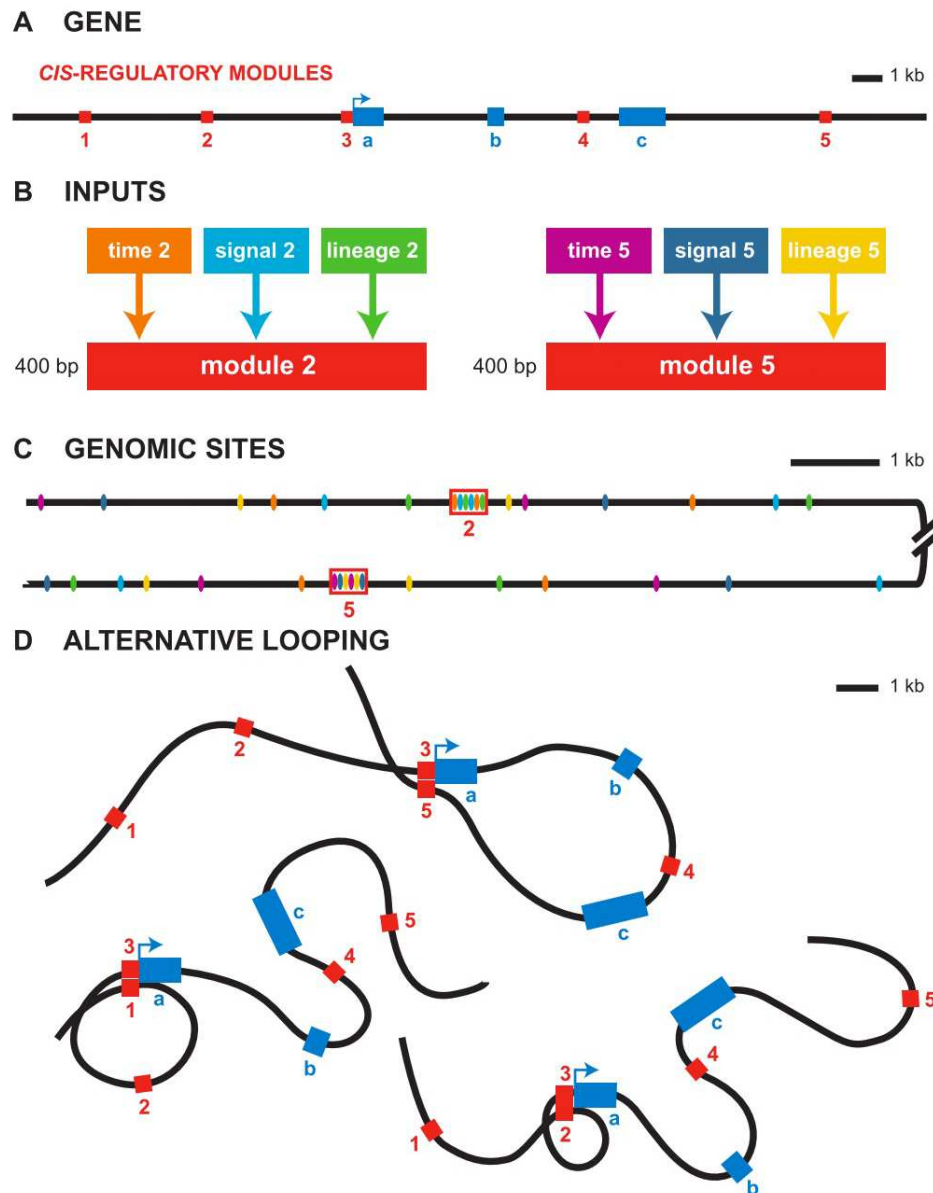 A GENE
CIS-REGULATORY MODULES
1 kb
1 2 3 a b 4 c 5
B INPUTS
time 2 signal 2 lineage 2 time 5 signal 5 lineage 5
400 bp module 2 400 bp module 5
C GENOMIC SITES
1 kb
2
5
D ALTERNATIVE LOOPING
1 kb
2
3
a
b
5
1
4
c
c
5
3
4
a
1
b
2
5
c
4
3
a
1
2
b